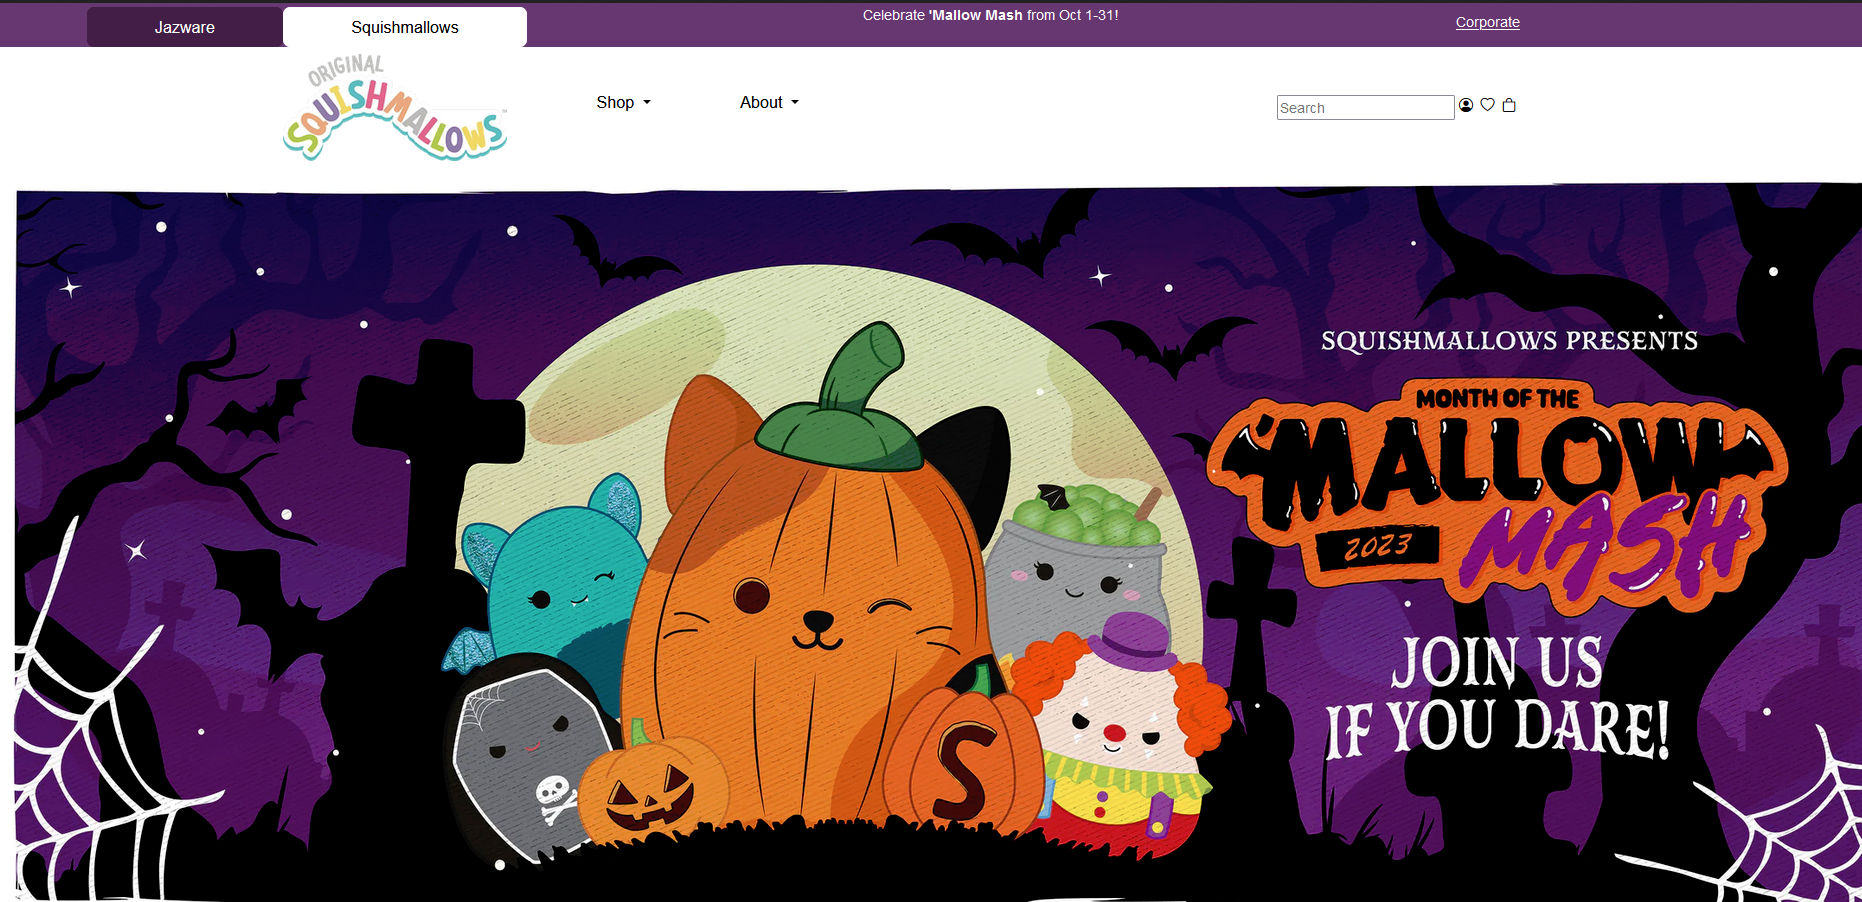 Jazware
Squishmallows
Celebrate 'Mallow Mash from Oct 1-31!
Corporate
ORIGINAL
SQUISHMALLOWS
Shop
About
Search
SQUISHMALLOWS PRESENTS
MONTH OF THE
'MALLOW
MASH
2023
JOIN US
IF YOU DARE!
S